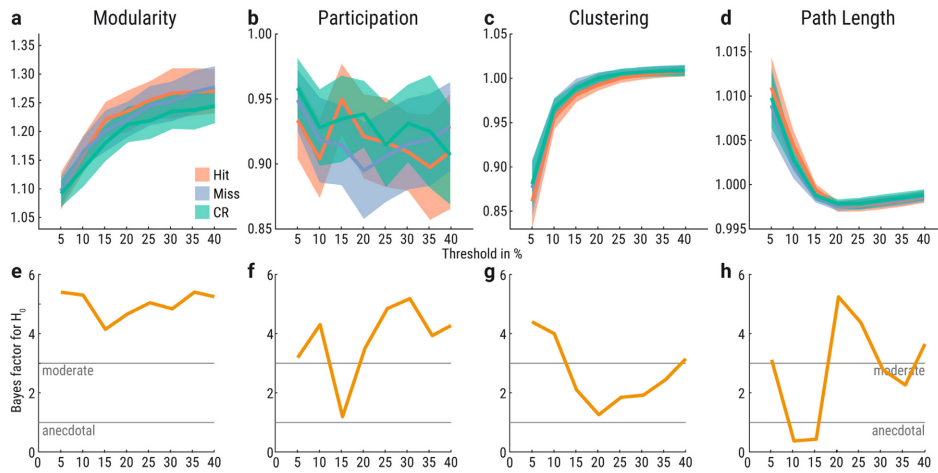 a Modularity
1.35
1.30
1.25
1.20
1.15
1.10
1.05
5 10 15 20 25 30 35 40
Hit
Miss
CR
b Participation
1.00
0.95
0.90
0.85
5 10 15 20 25 30 35 40
c Clustering
1.05
1.00
0.95
0.90
0.85
5 10 15 20 25 30 35 40
d Path Length
1.015
1.010
1.005
1.000
0.995
5 10 15 20 25 30 35 40
Threshold in %
e
Bayes factor for H0
6
4
2
0
moderate
anecdotal
5 10 15 20 25 30 35 40
f
6
4
2
0
5 10 15 20 25 30 35 40
g
6
4
2
0
5 10 15 20 25 30 35 40
h
6
4
2
0
moderate
anecdotal
5 10 15 20 25 30 35 40